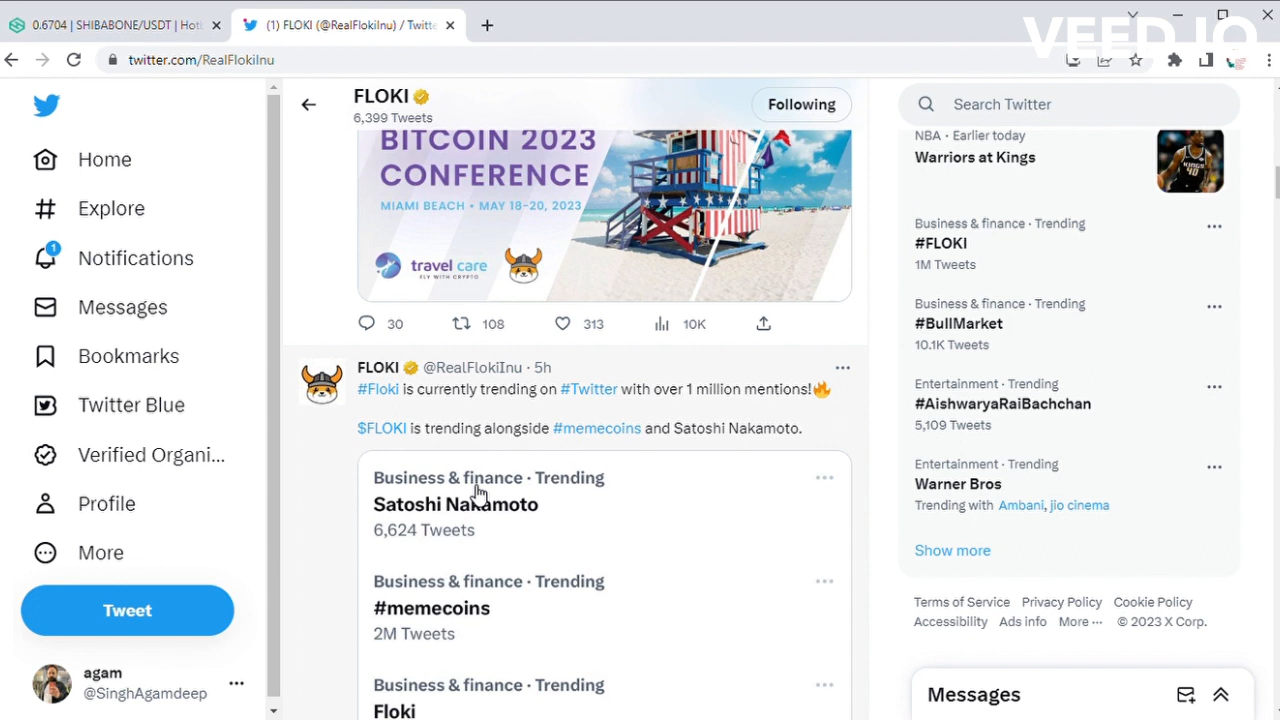 0.6704 | SHIBABONE/USDT | Hot
(1) FLOKI (@RealFlokiInu) / Twitte
VEED.IO
twitter.com/RealFlokiInu
Home
Explore
1
Notifications
Messages
Bookmarks
Twitter Blue
Verified Organi...
Profile
More
Tweet
agam
@SinghAgamdeep
FLOKI
6,399 Tweets
Following
BITCOIN 2023
CONFERENCE
MIAMI BEACH • MAY 18-20, 2023
travel care
FLY WITH CRYPTO
30 108 313 10K
FLOKI @RealFlokiInu · 5h
#Floki is currently trending on #Twitter with over 1 million mentions!🔥
$FLOKI is trending alongside #memecoins and Satoshi Nakamoto.
Business & finance · Trending
Satoshi Nakamoto
6,624 Tweets
Business & finance · Trending
#memecoins
2M Tweets
Business & finance · Trending
Floki
Search Twitter
NBA · Earlier today
Warriors at Kings
KINGS
40
Business & finance · Trending
#FLOKI
1M Tweets
Business & finance · Trending
#BullMarket
10.1K Tweets
Entertainment · Trending
#AishwaryaRaiBachchan
5,109 Tweets
Entertainment · Trending
Warner Bros
Trending with Ambani, jio cinema
Show more
Terms of Service Privacy Policy Cookie Policy
Accessibility Ads info More ··· © 2023 X Corp.
Messages